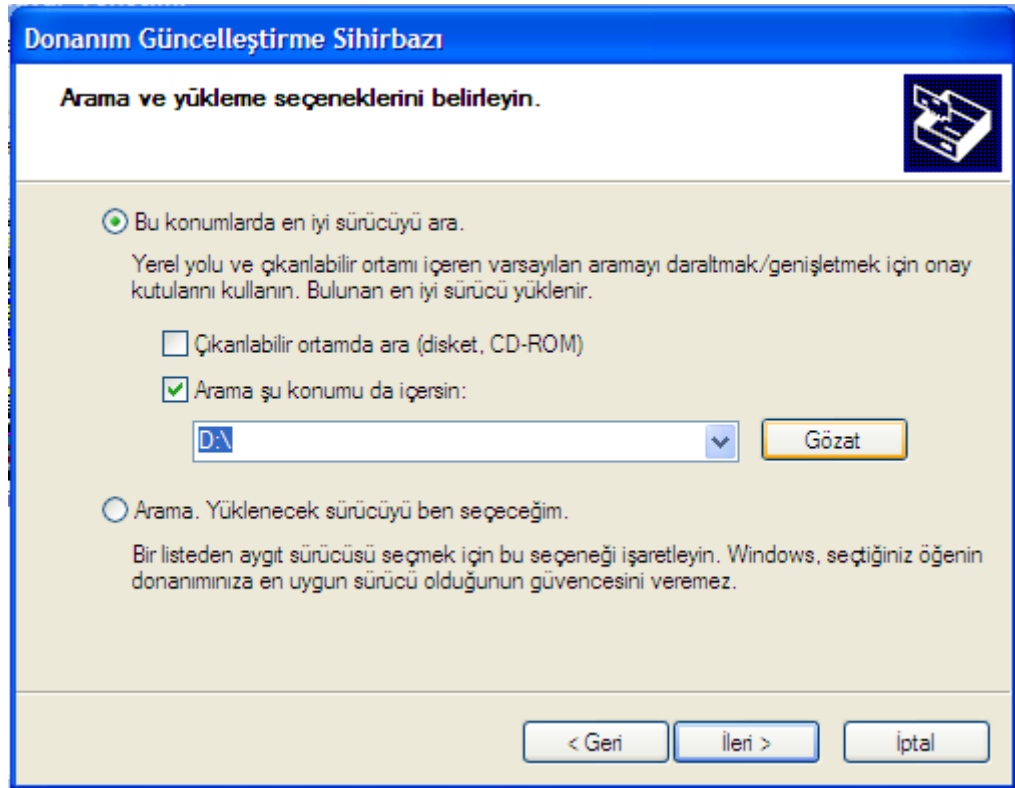 Donanım Güncelleştirme Sihirbazı
Arama ve yükleme seçeneklerini belirleyin.
Bu konumlarda en iyi sürücüyü ara.
Yerel yolu ve çıkarılabilir ortamı içeren varsayılan aramayı daraltmak/genişletmek için onay
kutularını kullanın. Bulunan en iyi sürücü yüklenir.
Çıkarılabilir ortamda ara (disket, CD-ROM)
Arama şu konumu da içersin:
D:\
Gözat
Arama. Yüklenecek sürücüyü ben seçeceğim.
Bir listeden aygıt sürücüsü seçmek için bu seçeneği işaretleyin. Windows, seçtiğiniz öğenin
donanımınıza en uygun sürücü olduğunun güvencesini veremez.
< Geri
İleri >
İptal